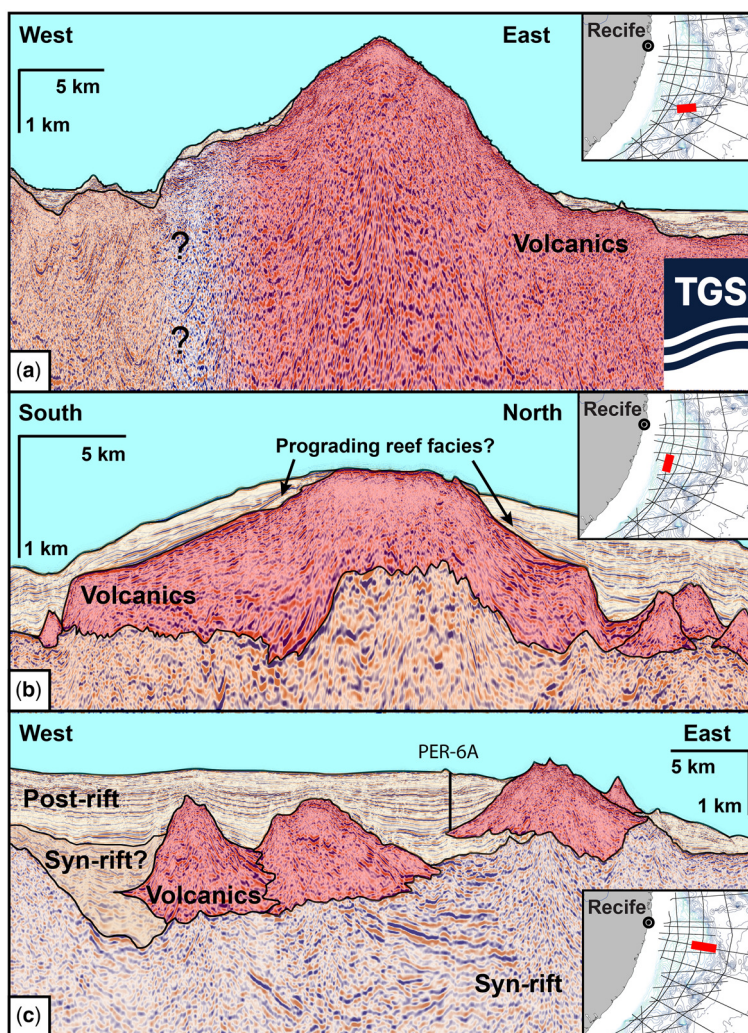 West
East
Recife
5 km
1 km
?
?
Volcanics
TGS
(a)
South
North
Recife
Prograding reef facies?
5 km
1 km
Volcanics
(b)
West
East
PER-6A
5 km
1 km
Post-rift
Syn-rift?
Volcanics
Recife
Syn-rift
(c)